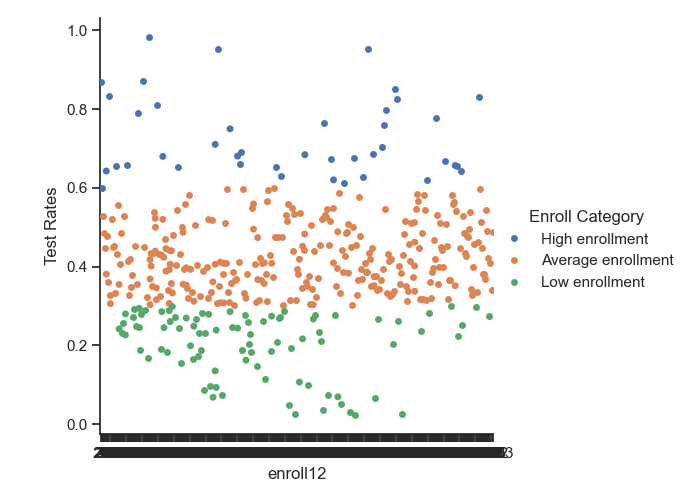 1.0
0.8
0.6
0.4
0.2
0.0
Test Rates
enroll12
Enroll Category
High enrollment
Average enrollment
Low enrollment